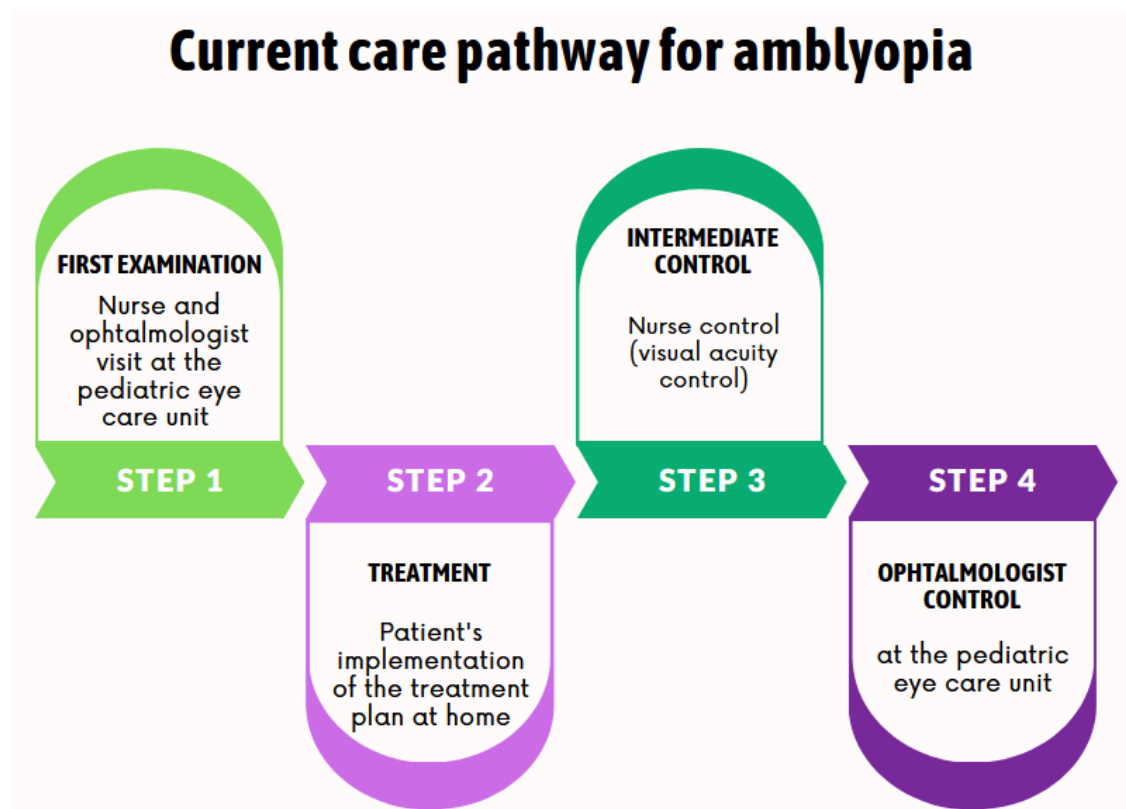 Current care pathway for amblyopia
FIRST EXAMINATION
Nurse and
ophtalmologist
visit at the
pediatric eye
care unit
STEP 1
STEP 2
TREATMENT
Patient's
implementation
of the treatment
plan at home
INTERMEDIATE
CONTROL
Nurse control
(visual acuity
control)
STEP 3
STEP 4
OPHTALMOLOGIST
CONTROL
at the pediatric
eye care unit